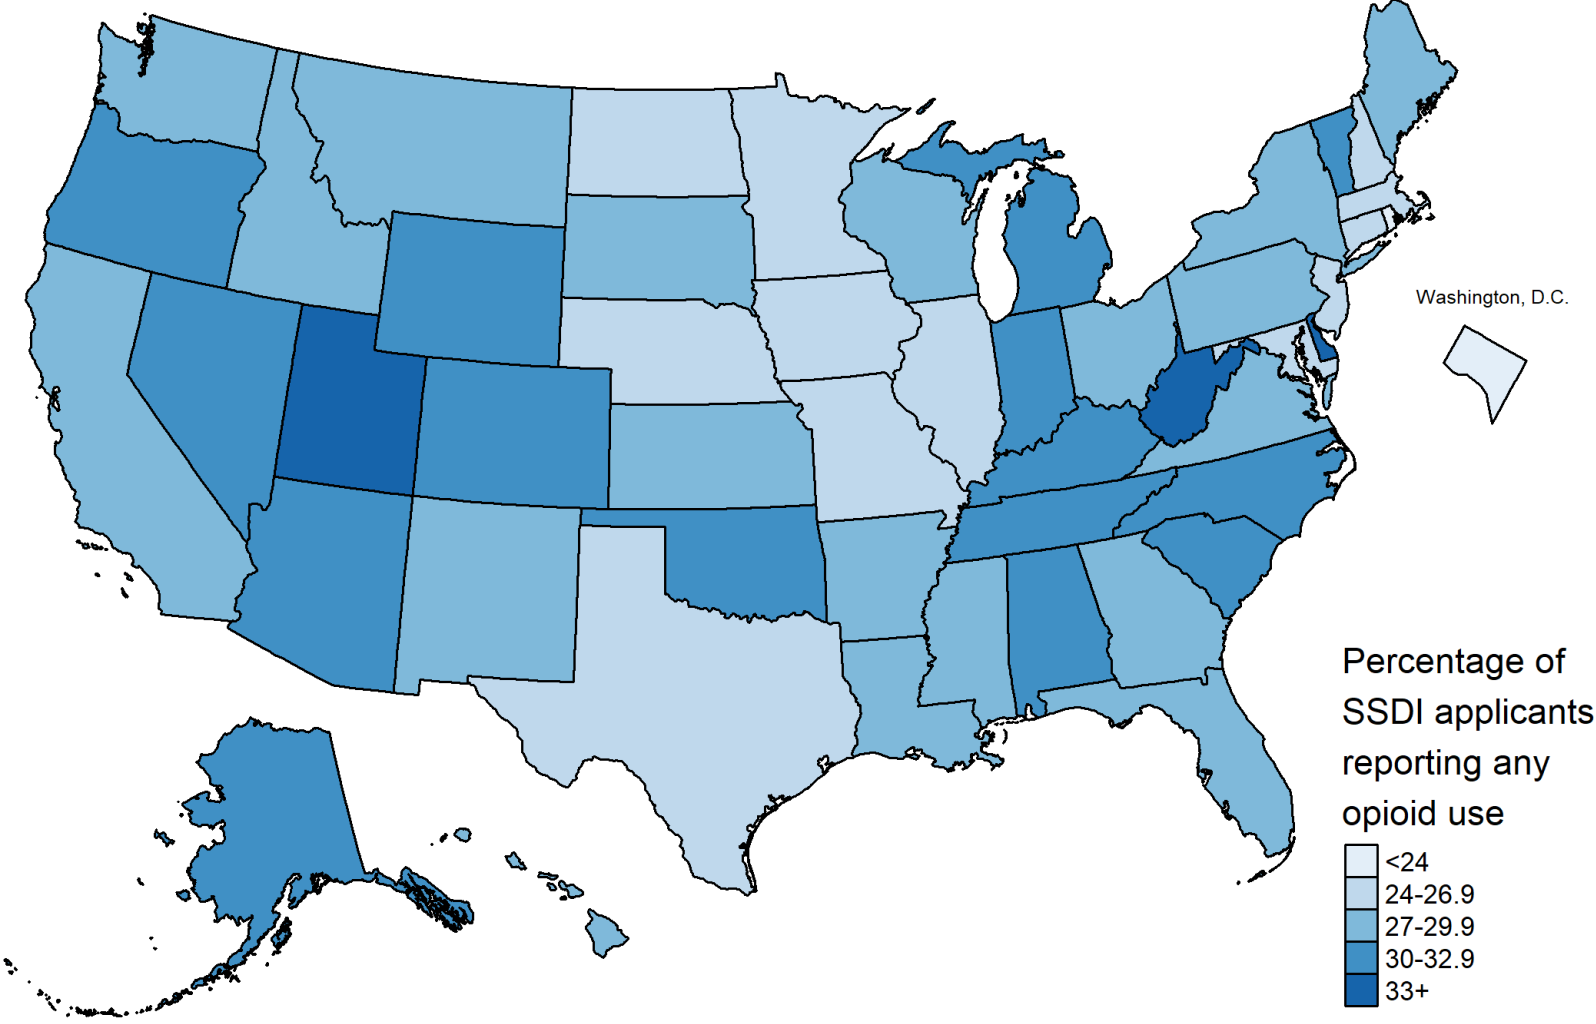 Washington, D.C.
Percentage of
SSDI applicants
reporting any
opioid use
<24
24-26.9
27-29.9
30-32.9
33+